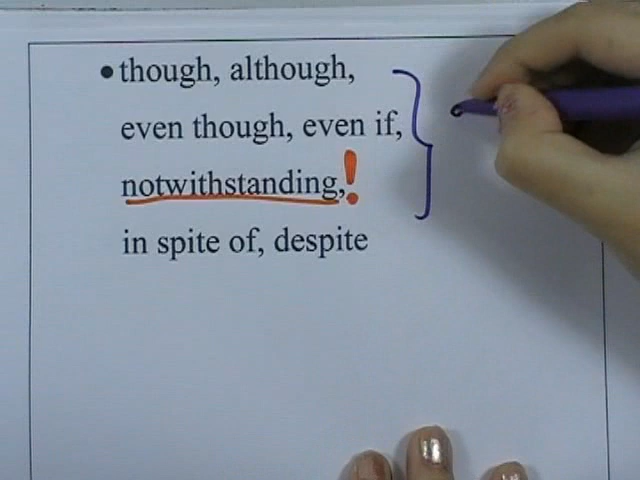 • though, although,
even though, even if,
notwithstanding,!
in spite of, despite